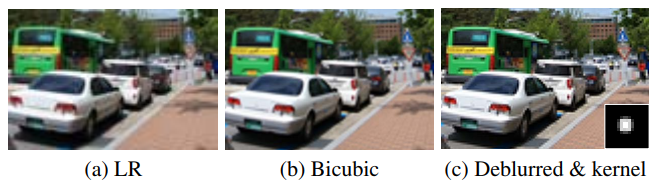 (a) LR
(b) Bicubic
(c) Deblurred & kernel